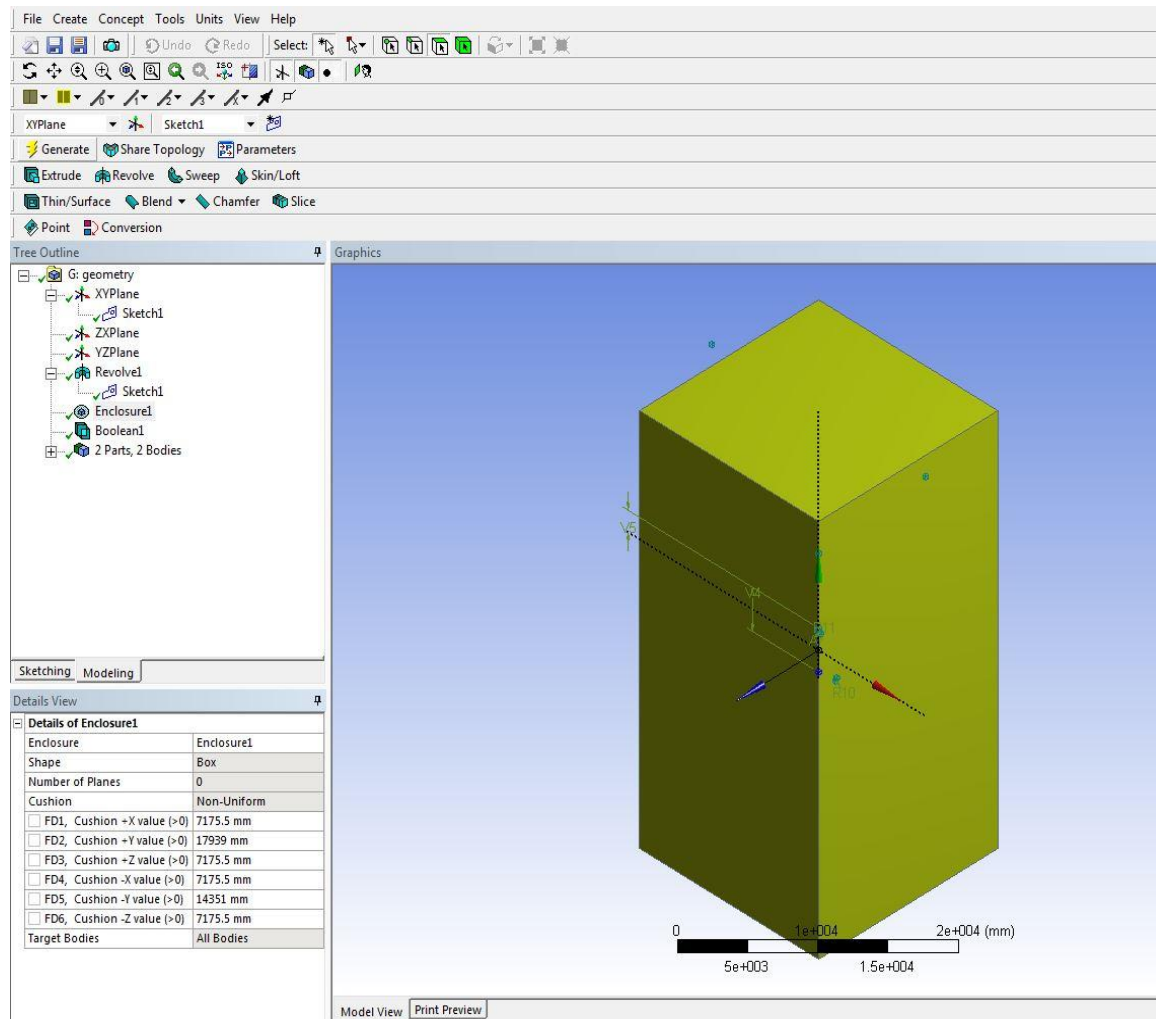 File Create Concept Tools Units View Help
Undo Redo Select:
ISO
XYPlane Sketch1
Generate Share Topology Parameters
Extrude Revolve Sweep Skin/Loft
Thin/Surface Blend Chamfer Slice
Point Conversion
Tree Outline
G: geometry
XYPlane
Sketch1
ZXPlane
YZPlane
Revolve1
Sketch1
Enclosure1
Boolean1
2 Parts, 2 Bodies
Sketching Modeling
Details View
Details of Enclosure1
Enclosure Enclosure1
Shape Box
Number of Planes 0
Cushion Non-Uniform
FD1, Cushion +X value (>0) 7175.5 mm
FD2, Cushion +Y value (>0) 17939 mm
FD3, Cushion +Z value (>0) 7175.5 mm
FD4, Cushion -X value (>0) 7175.5 mm
FD5, Cushion -Y value (>0) 14351 mm
FD6, Cushion -Z value (>0) 7175.5 mm
Target Bodies All Bodies
Graphics
V5
V4
R10
0 1e+004 2e+004 (mm)
5e+003 1.5e+004
Model View Print Preview